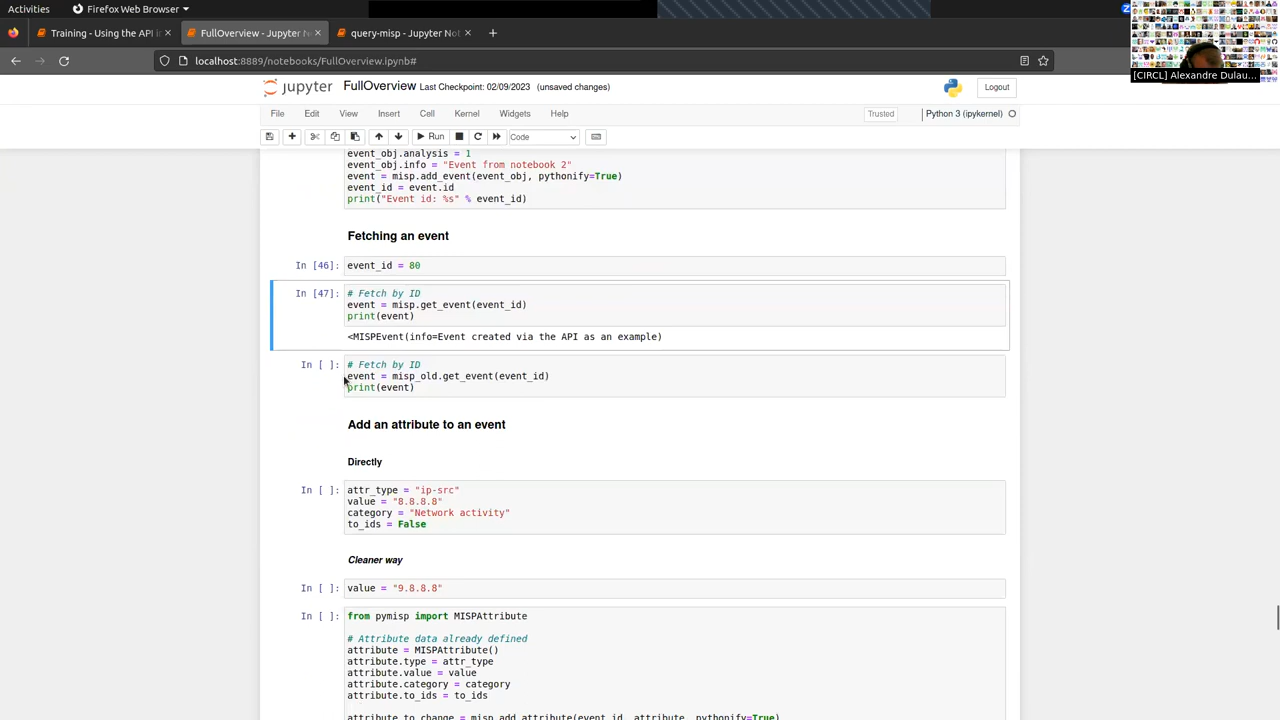 Activities
Firefox Web Browser
Training - Using the API i
FullOverview - Jupyter N
query-misp - Jup
localhost:8889/notebooks/FullOverview.ipynb#
[CIRCL] Alexandre Dulau...
jupyter FullOverview Last Checkpoint: 02/09/2023 (unsaved changes)
Logout
File Edit View Insert Cell Kernel Widgets Help
Trusted
Python 3 (ipykernel)
Run
Code
event_obj.analysis = 1
event_obj.info = "Event from notebook 2"
event = misp.add_event(event_obj, pythonify=True)
event_id = event.id
print("Event id: %s" % event_id)
Fetching an event
In [46]: event_id = 80
In [47]: # Fetch by ID
event = misp.get_event(event_id)
print(event)
<MISPEvent(info=Event created via the API as an example)
In [ ]: # Fetch by ID
event = misp_old.get_event(event_id)
print(event)
Add an attribute to an event
Directly
In [ ]: attr_type = "ip-src"
value = "8.8.8.8"
category = "Network activity"
to_ids = False
Cleaner way
In [ ]: value = "9.8.8.8"
In [ ]: from pymisp import MISPAttribute
# Attribute data already defined
attribute = MISPAttribute()
attribute.type = attr_type
attribute.value = value
attribute.category = category
attribute.to_ids = to_ids
attribute_to_change = misp.add_attribute(event_id, attribute, pythonify=True)